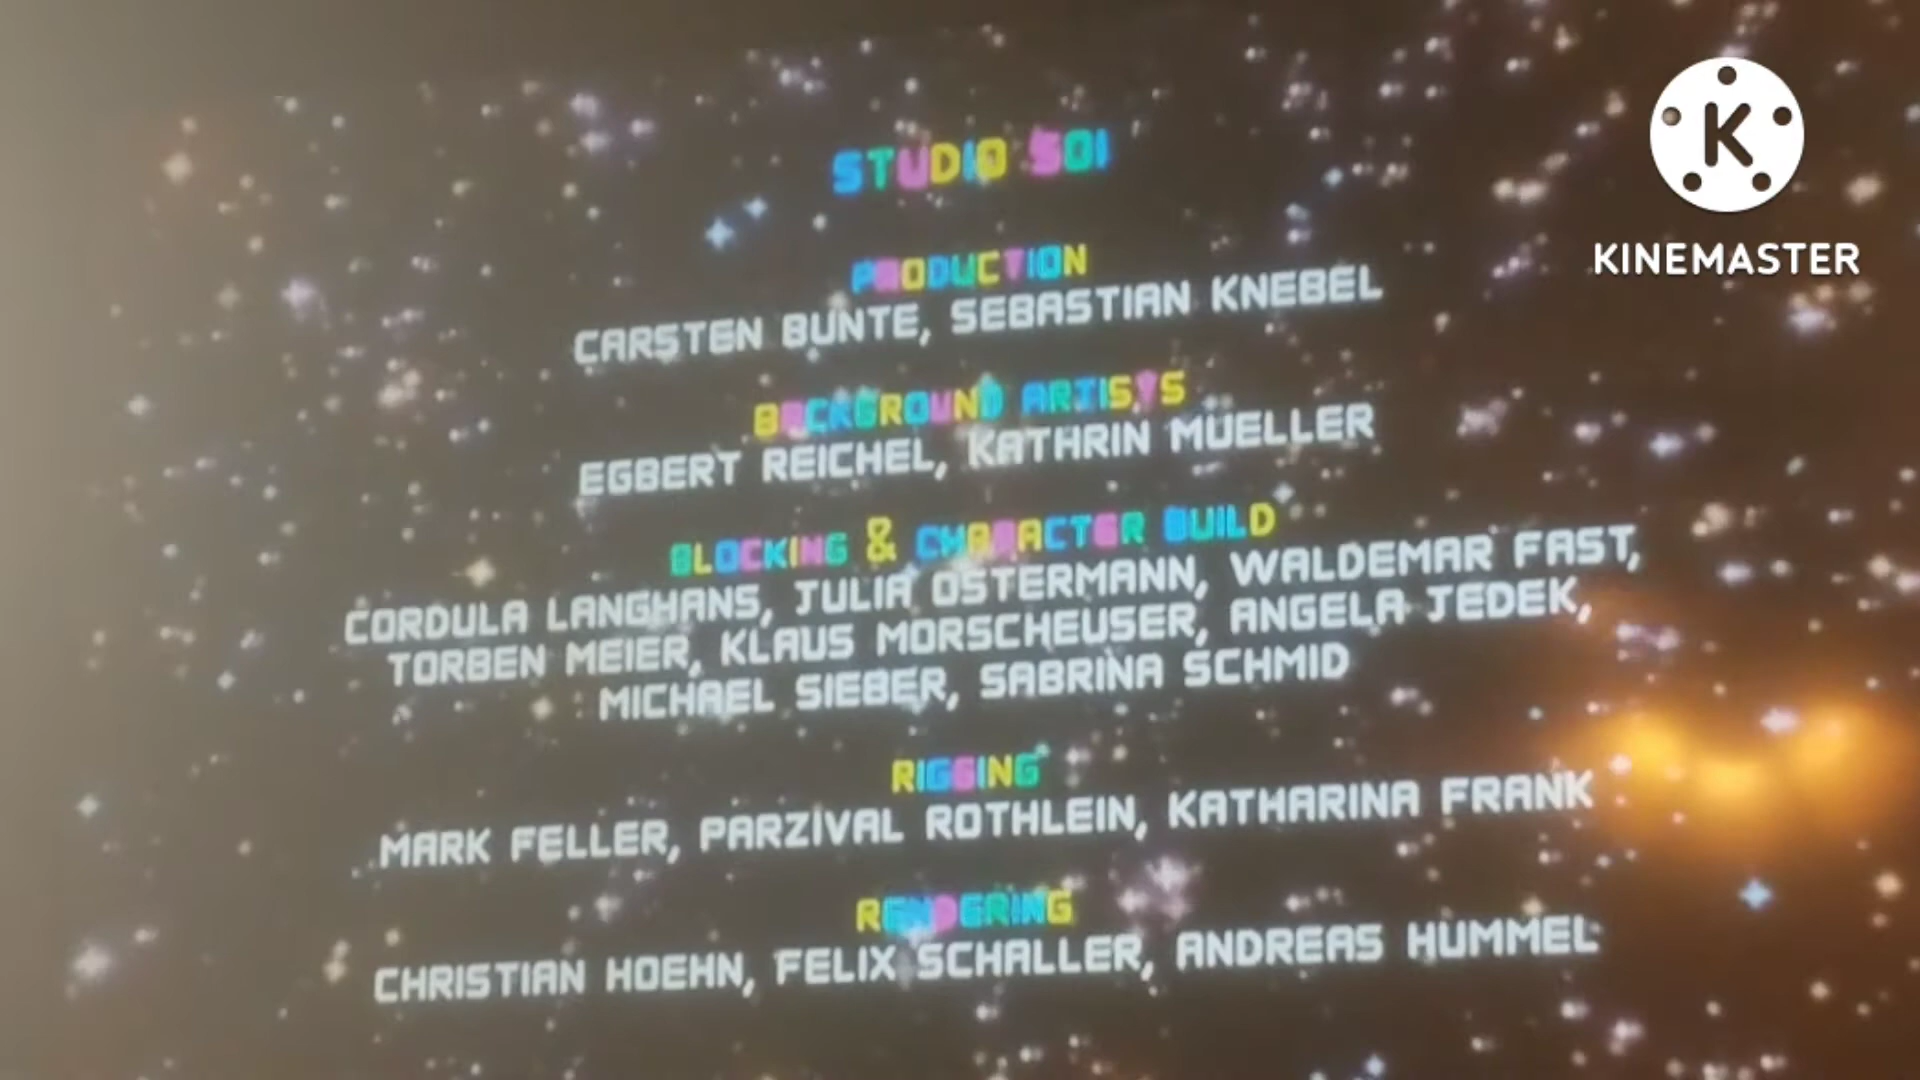 STUDIO SOI
K
KINEMASTER
PRODUCTION
CARSTEN BUNTE, SEBASTIAN KNEBEL
BACKGROUND ARTISTS
EGBERT REICHEL, KATHRIN MUELLER
BLOCKING & CHARACTER BUILD
CORDULA LANGHANS, JULIA OSTERMANN, WALDEMAR FAST,
TORBEN MEIER, KLAUS MORSCHEUSER, ANGELA JEDEK,
MICHAEL SIEBER, SABRINA SCHMID
RIGGING
MARK FELLER, PARZIVAL ROTHLEIN, KATHARINA FRANK
RENDERING
CHRISTIAN HOEHN, FELIX SCHALLER, ANDREAS HUMMEL